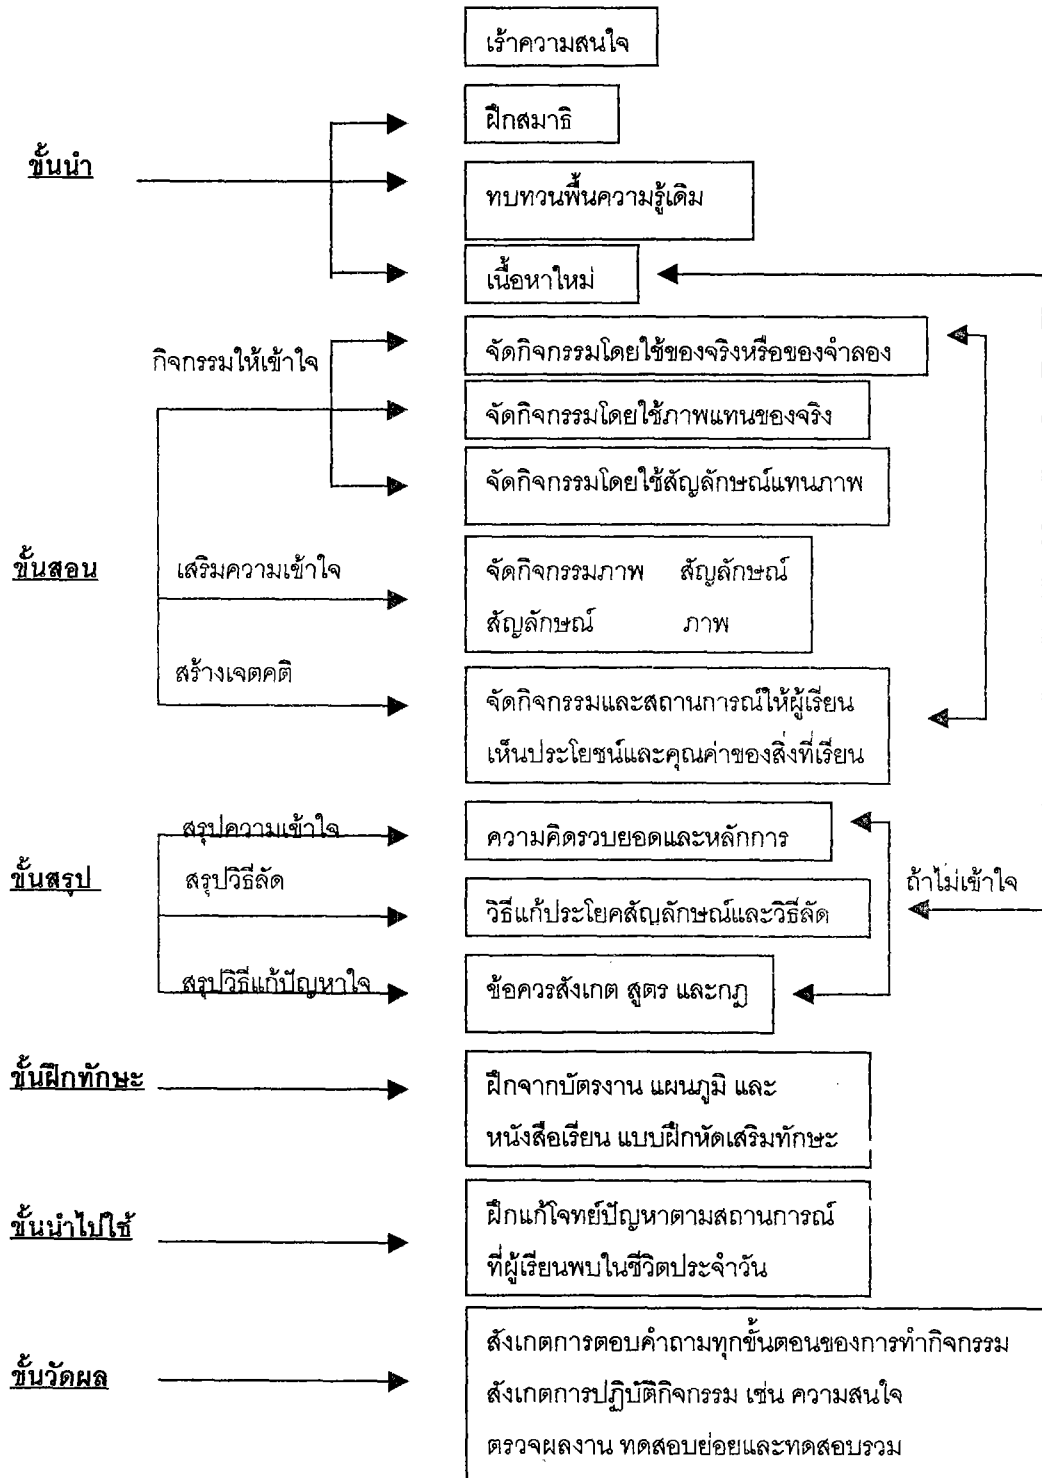 เร้าความสนใจ
ฝึกสมาธิ
ขั้นนำ
ทบทวนพื้นความรู้เดิม
เนื้อหาใหม่
กิจกรรมให้เข้าใจ
จัดกิจกรรมโดยใช้ของจริงหรือของจำลอง
จัดกิจกรรมโดยใช้ภาพแทนของจริง
จัดกิจกรรมโดยใช้สัญลักษณ์แทนภาพ
ขั้นสอน
เสริมความเข้าใจ
จัดกิจกรรมภาพ สัญลักษณ์
สัญลักษณ์ ภาพ
สร้างเจตคติ
จัดกิจกรรมและสถานการณ์ให้ผู้เรียน
เห็นประโยชน์และคุณค่าของสิ่งที่เรียน
สรุปความเข้าใจ
ความคิดรวบยอดและหลักการ
ขั้นสรุป
สรุปวิธีลัด
ถ้าไม่เข้าใจ
วิธีแก้ประโยคสัญลักษณ์และวิธีลัด
สรุปวิธีแก้ปัญหาใจ
ข้อควรสังเกต สูตร และกฎ
ขั้นฝึกทักษะ
ฝึกจากบัตรงาน แผนภูมิ และ
หนังสือเรียน แบบฝึกหัดเสริมทักษะ
ขั้นนำไปใช้
ฝึกแก้โจทย์ปัญหาตามสถานการณ์
ที่ผู้เรียนพบในชีวิตประจำวัน
ขั้นวัดผล
สังเกตการตอบคำถามทุกขั้นตอนของการทำกิจกรรม
สังเกตการปฏิบัติกิจกรรม เช่น ความสนใจ
ตรวจผลงาน ทดสอบย่อยและทดสอบรวม